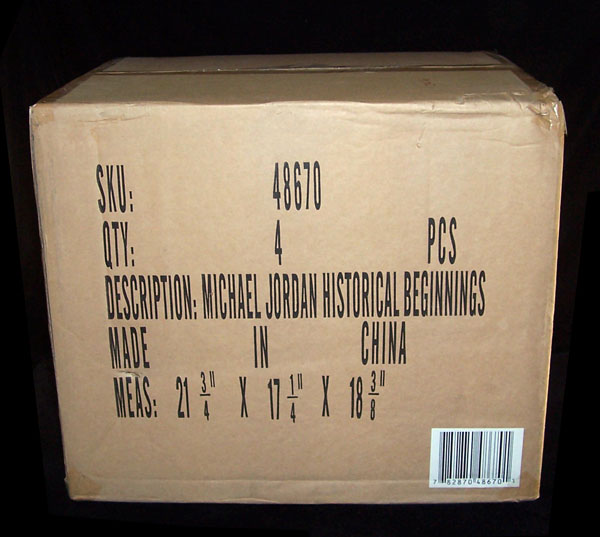 SKU: 48670
QTY: 4 PCS
DESCRIPTION: MICHAEL JORDAN HISTORICAL BEGINNINGS
MADE IN CHINA
MEAS: 21 3/4" X 17 1/4" X 18 3/8"
7 62870 48670 3